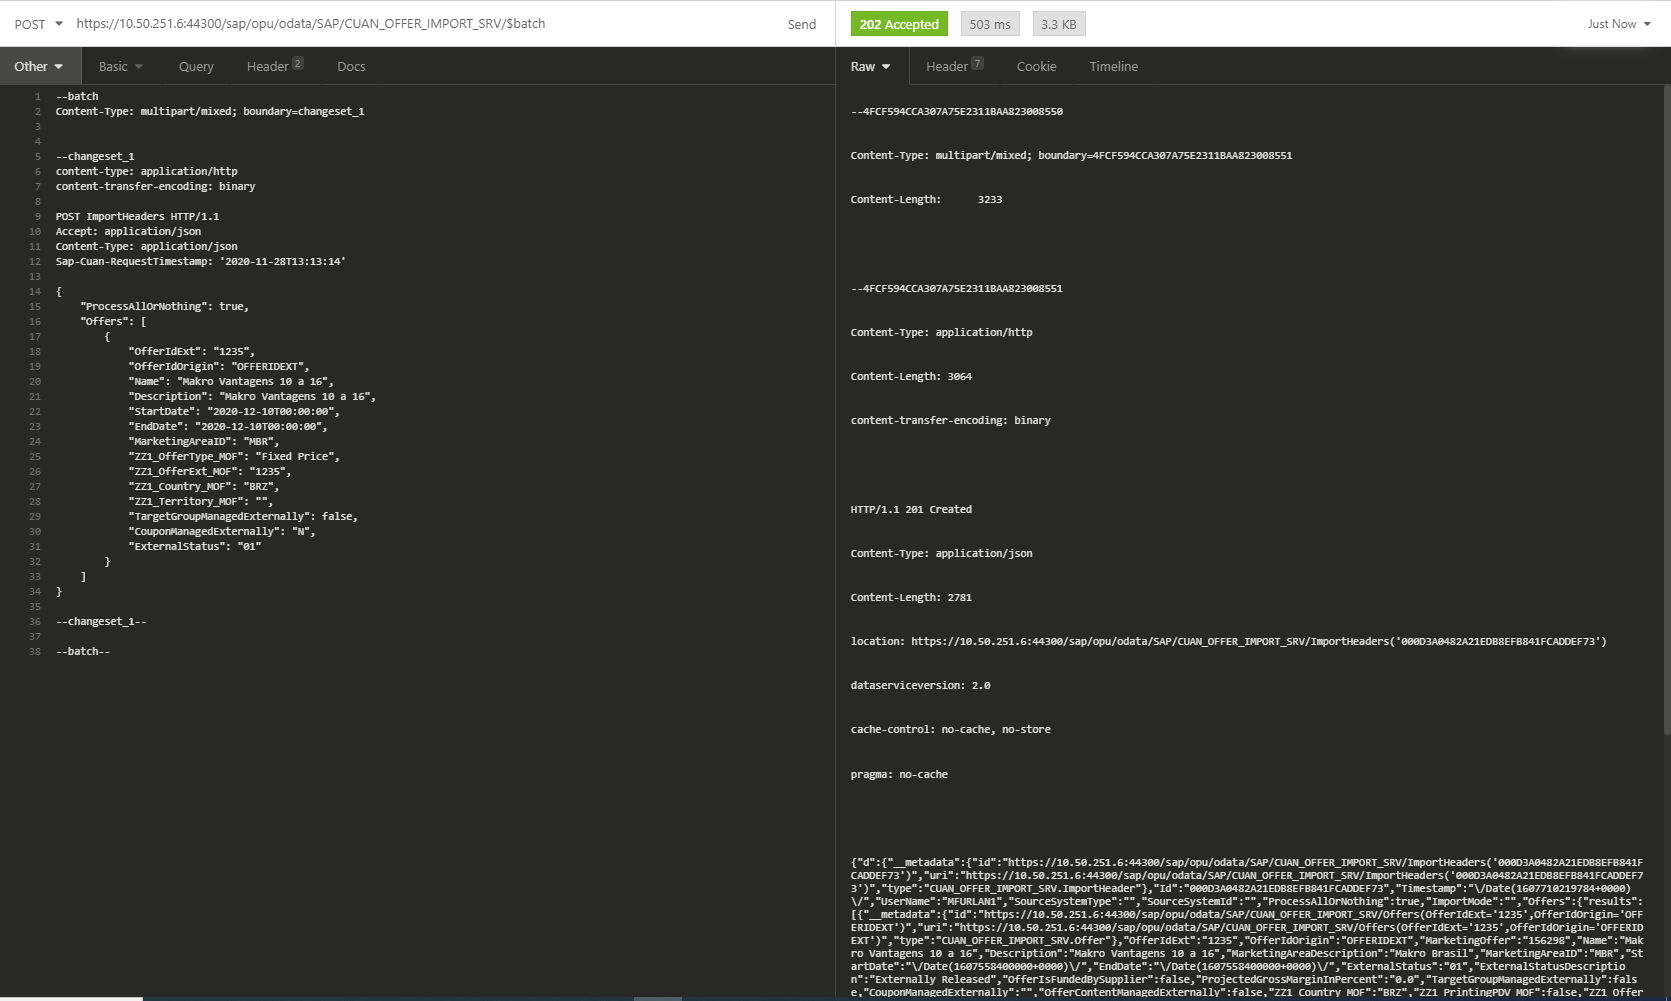 POST https://10.50.251.6:44300/sap/opu/odata/SAP/CUAN_OFFER_IMPORT_SRV/$batch Send
202 Accepted 503 ms 3.3 KB Just Now
Other Basic Query Header 2 Docs
Raw Header 7 Cookie Timeline
1 --batch
2 Content-Type: multipart/mixed; boundary=changeset_1
3
4
5 --changeset_1
6 content-type: application/http
7 content-transfer-encoding: binary
8
9 POST ImportHeaders HTTP/1.1
10 Accept: application/json
11 Content-Type: application/json
12 Sap-Cuan-RequestTimestamp: '2020-11-28T13:13:14'
13
14 {
15 "ProcessAllOrNothing": true,
16 "Offers": [
17 {
18 "OfferIdExt": "1235",
19 "OfferIdOrigin": "OFFERIDEXT",
20 "Name": "Makro Vantagens 10 a 16",
21 "Description": "Makro Vantagens 10 a 16",
22 "StartDate": "2020-12-10T00:00:00",
23 "EndDate": "2020-12-10T00:00:00",
24 "MarketingAreaID": "MBR",
25 "ZZ1_OfferType_MOF": "Fixed Price",
26 "ZZ1_OfferExt_MOF": "1235",
27 "ZZ1_Country_MOF": "BRZ",
28 "ZZ1_Territory_MOF": "",
29 "TargetGroupManagedExternally": false,
30 "CouponManagedExternally": "N",
31 "ExternalStatus": "01"
32 }
33 ]
34 }
35
36 --changeset_1--
37
38 --batch--
--4FCF594CCA307A75E2311BAA823008550
Content-Type: multipart/mixed; boundary=4FCF594CCA307A75E2311BAA823008551
Content-Length: 3233
--4FCF594CCA307A75E2311BAA823008551
Content-Type: application/http
Content-Length: 3064
content-transfer-encoding: binary
HTTP/1.1 201 Created
Content-Type: application/json
Content-Length: 2781
location: https://10.50.251.6:44300/sap/opu/odata/SAP/CUAN_OFFER_IMPORT_SRV/ImportHeaders('000D3A0482A21EDB8EFB841FCADDEF73')
dataserviceversion: 2.0
cache-control: no-cache, no-store
pragma: no-cache
{"d":{"__metadata":{"id":"https://10.50.251.6:44300/sap/opu/odata/SAP/CUAN_OFFER_IMPORT_SRV/ImportHeaders('000D3A0482A21EDB8EFB841F
CADDEF73')","uri":"https://10.50.251.6:44300/sap/opu/odata/SAP/CUAN_OFFER_IMPORT_SRV/ImportHeaders('000D3A0482A21EDB8EFB841FCADDEF7
3')","type":"CUAN_OFFER_IMPORT_SRV.ImportHeader"},"Id":"000D3A0482A21EDB8EFB841FCADDEF73","Timestamp":"\/Date(1607710219784+0000)
\/","UserName":"MFURLAN1","SourceSystemType":"","SourceSystemId":"","ProcessAllOrNothing":true,"ImportMode":"","Offers":{"results":
[{"__metadata":{"id":"https://10.50.251.6:44300/sap/opu/odata/SAP/CUAN_OFFER_IMPORT_SRV/Offers(OfferIdExt='1235',OfferIdOrigin='OFF
ERIDEXT')","uri":"https://10.50.251.6:44300/sap/opu/odata/SAP/CUAN_OFFER_IMPORT_SRV/Offers(OfferIdExt='1235',OfferIdOrigin='OFFERID
EXT')","type":"CUAN_OFFER_IMPORT_SRV.Offer"},"OfferIdExt":"1235","OfferIdOrigin":"OFFERIDEXT","MarketingOffer":"156298","Name":"Mak
ro Vantagens 10 a 16","Description":"Makro Vantagens 10 a 16","MarketingAreaDescription":"Makro Brasil","MarketingAreaID":"MBR","St
artDate":"\/Date(1607558400000+0000)\/","EndDate":"\/Date(1607558400000+0000)\/","ExternalStatus":"01","ExternalStatusDescriptio
n":"Externally Released","OfferIsFundedBySupplier":false,"ProjectedGrossMarginInPercent":"0.0","TargetGroupManagedExternally":fals
e,"CouponManagedExternally":"","OfferContentManagedExternally":false,"ZZ1_Country_MOF":"BRZ","ZZ1_PrintingPDV_MOF":false,"ZZ1_Offer